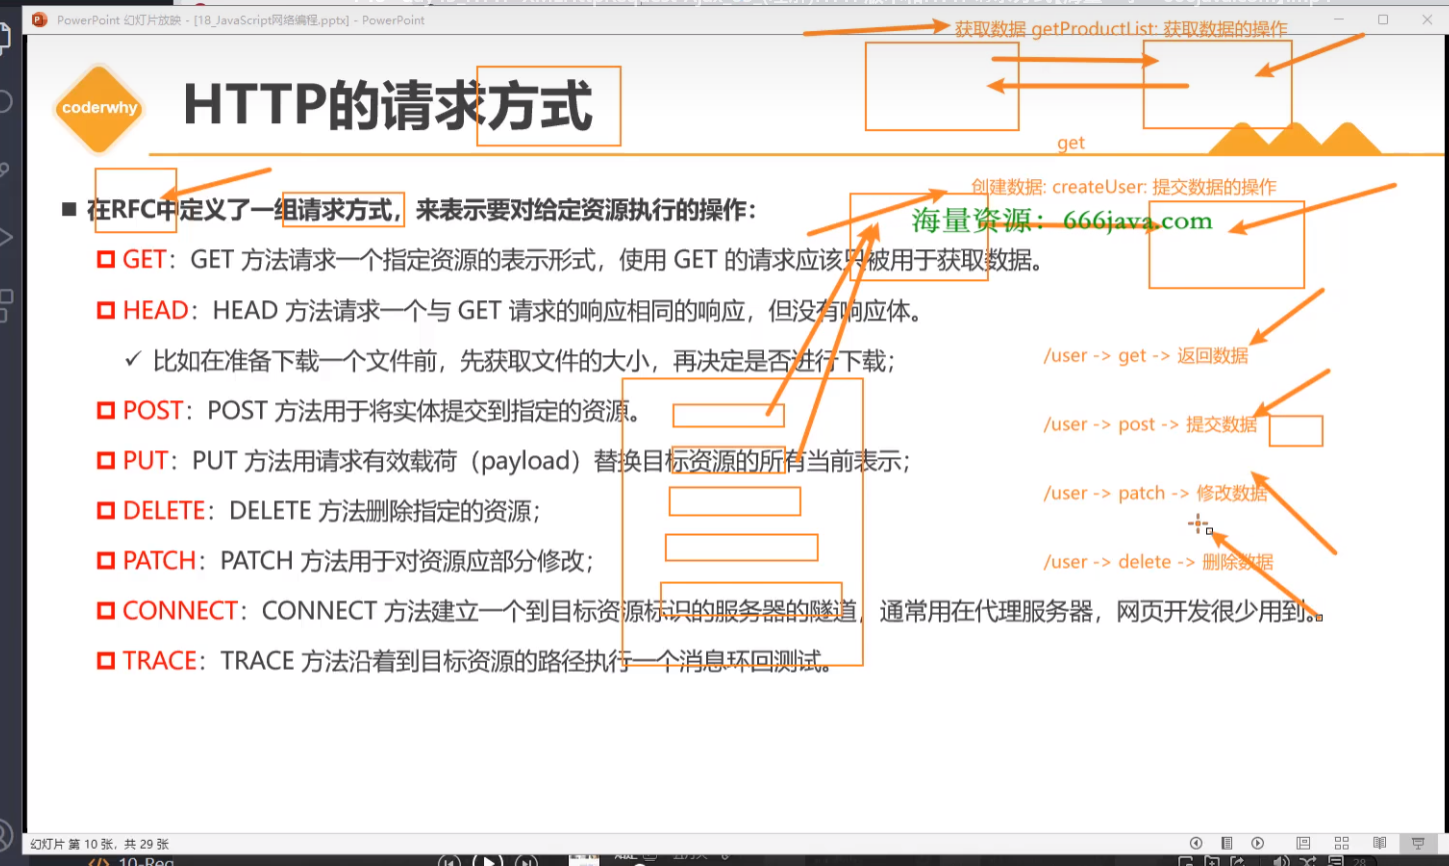 PowerPoint 幻灯片放映 - [18_JavaScript网络编程.pptx] - PowerPoint
获取数据 getProductList: 获取数据的操作
coderwhy
HTTP的请求方式
get
创建数据: createUser: 提交数据的操作
海量资源：666java.com
在RFC中定义了一组请求方式，来表示要对给定资源执行的操作：
GET：GET 方法请求一个指定资源的表示形式，使用 GET 的请求应该只被用于获取数据。
HEAD：HEAD 方法请求一个与 GET 请求的响应相同的响应，但没有响应体。
✓ 比如在准备下载一个文件前，先获取文件的大小，再决定是否进行下载；
/user -> get -> 返回数据
POST：POST 方法用于将实体提交到指定的资源。
/user -> post -> 提交数据
PUT：PUT 方法用请求有效载荷（payload）替换目标资源的所有当前表示；
/user -> patch -> 修改数据
DELETE：DELETE 方法删除指定的资源；
PATCH：PATCH 方法用于对资源应部分修改；
/user -> delete -> 删除数据
CONNECT：CONNECT 方法建立一个到目标资源标识的服务器的隧道，通常用在代理服务器，网页开发很少用到。
TRACE：TRACE 方法沿着到目标资源的路径执行一个消息环回测试。
幻灯片 第 10 张，共 29 张